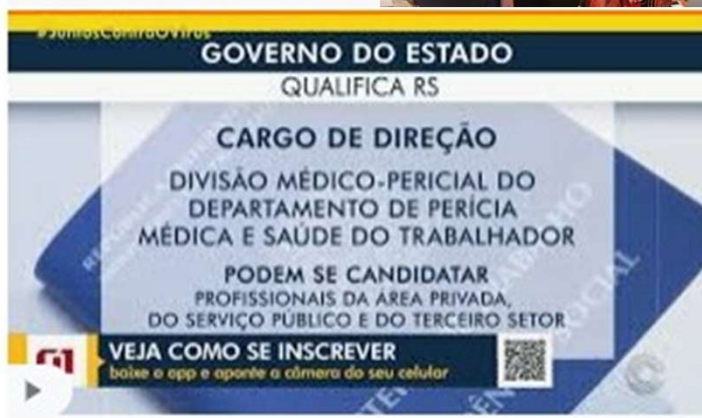 #JuntosContraOVírus
GOVERNO DO ESTADO
QUALIFICA RS
CARGO DE DIREÇÃO
DIVISÃO MÉDICO-PERICIAL DO
DEPARTAMENTO DE PERÍCIA
MÉDICA E SAÚDE DO TRABALHADOR
PODEM SE CANDIDATAR
PROFISSIONAIS DA ÁREA PRIVADA,
DO SERVIÇO PÚBLICO E DO TERCEIRO SETOR
G1
VEJA COMO SE INSCREVER
baixe o app e aponte a câmera do seu celular